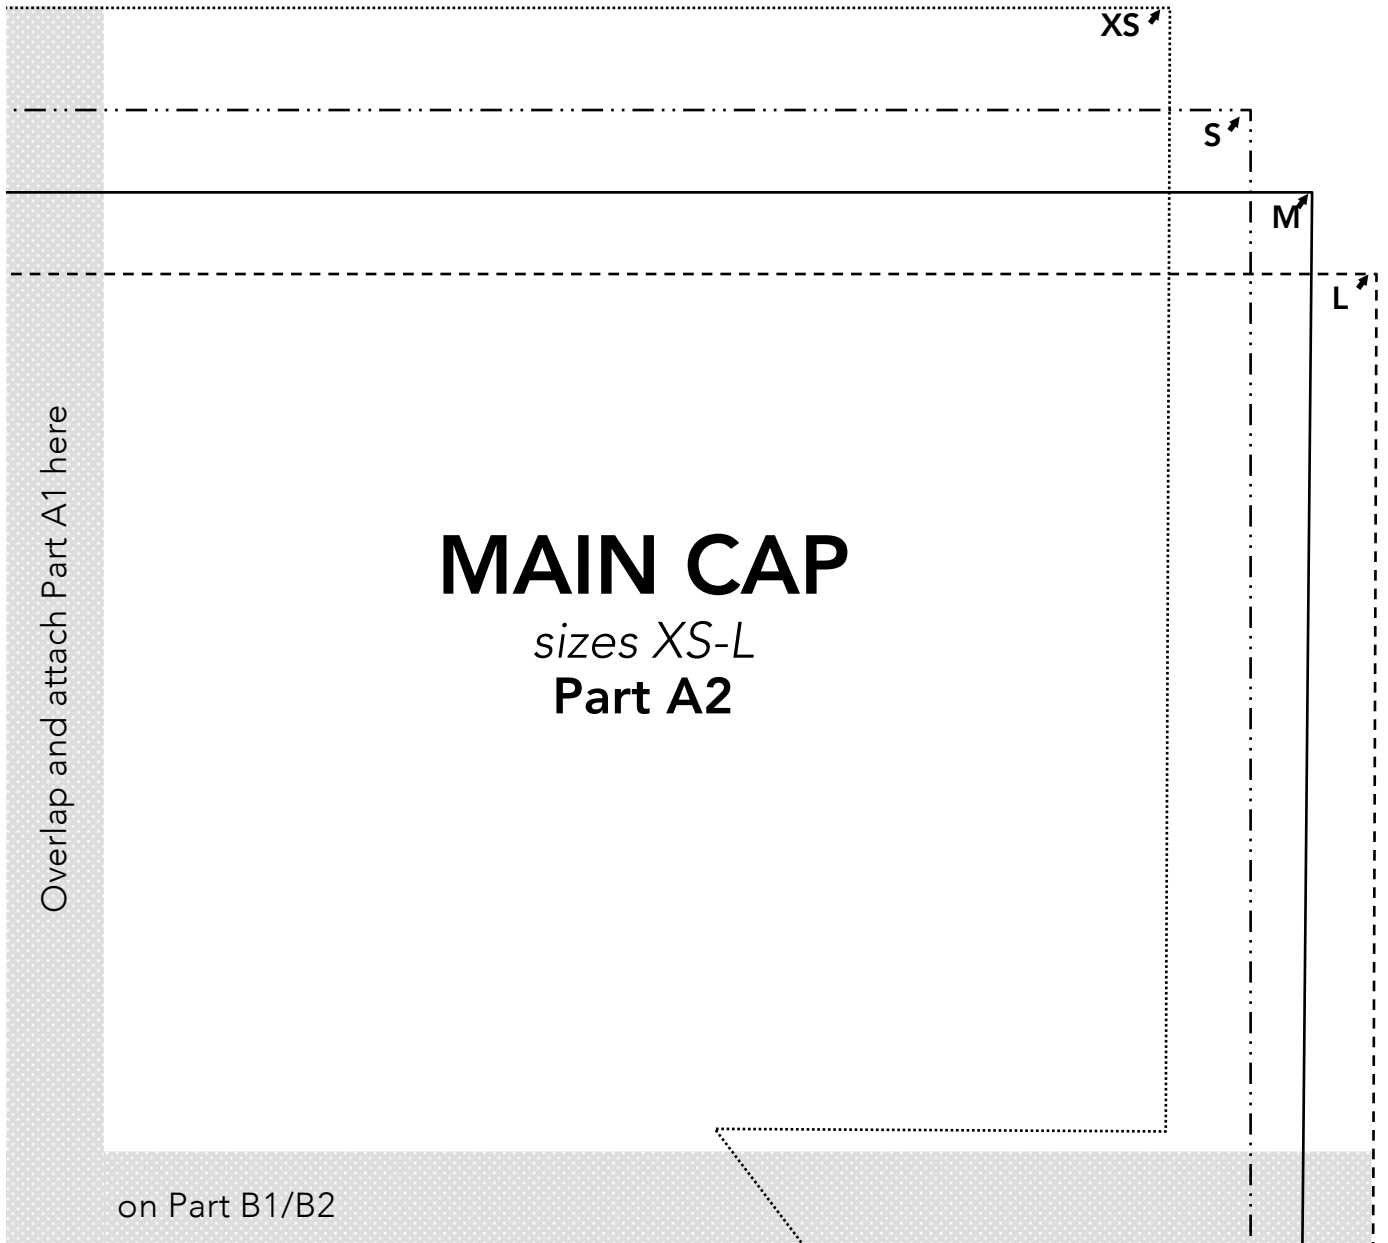 XS
S
M
L
Overlap and attach Part A1 here
MAIN CAP
sizes XS-L
Part A2
on Part B1/B2